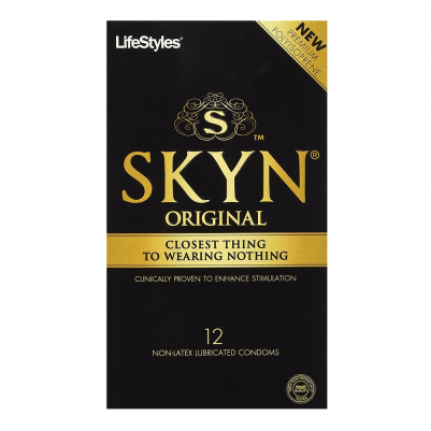 LifeStyles®
NEW
PREMIUM
POLYISOPRENE
S
™
SKYN®
ORIGINAL
CLOSEST THING
TO WEARING NOTHING
CLINICALLY PROVEN TO ENHANCE STIMULATION
12
NON-LATEX LUBRICATED CONDOMS